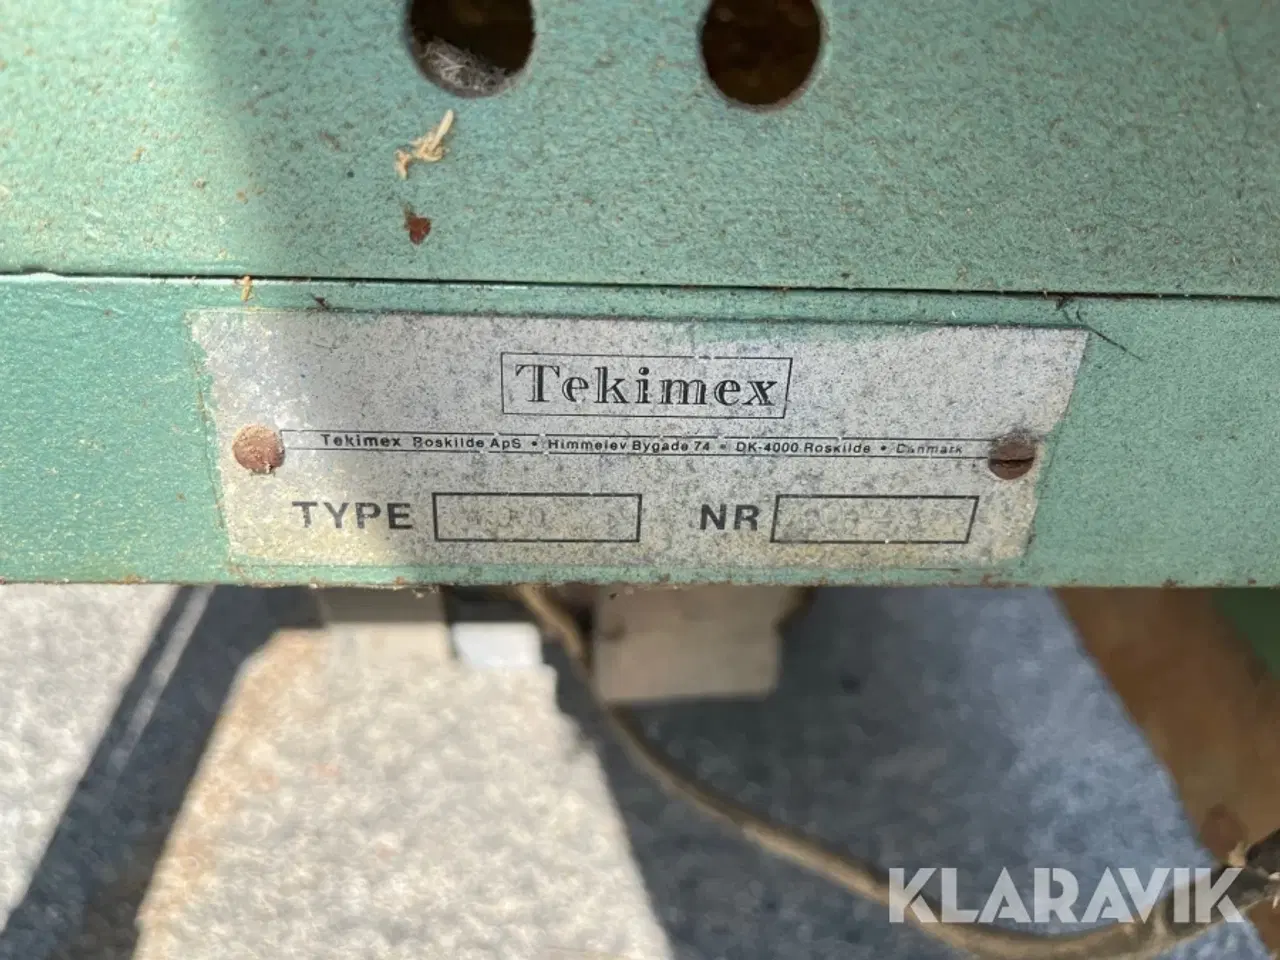 Tekimex
Tekimex Roskilde ApS • Himmelev Bygade 74 • DK-4000 Roskilde • Danmark
TYPE NR
KLARAVIK